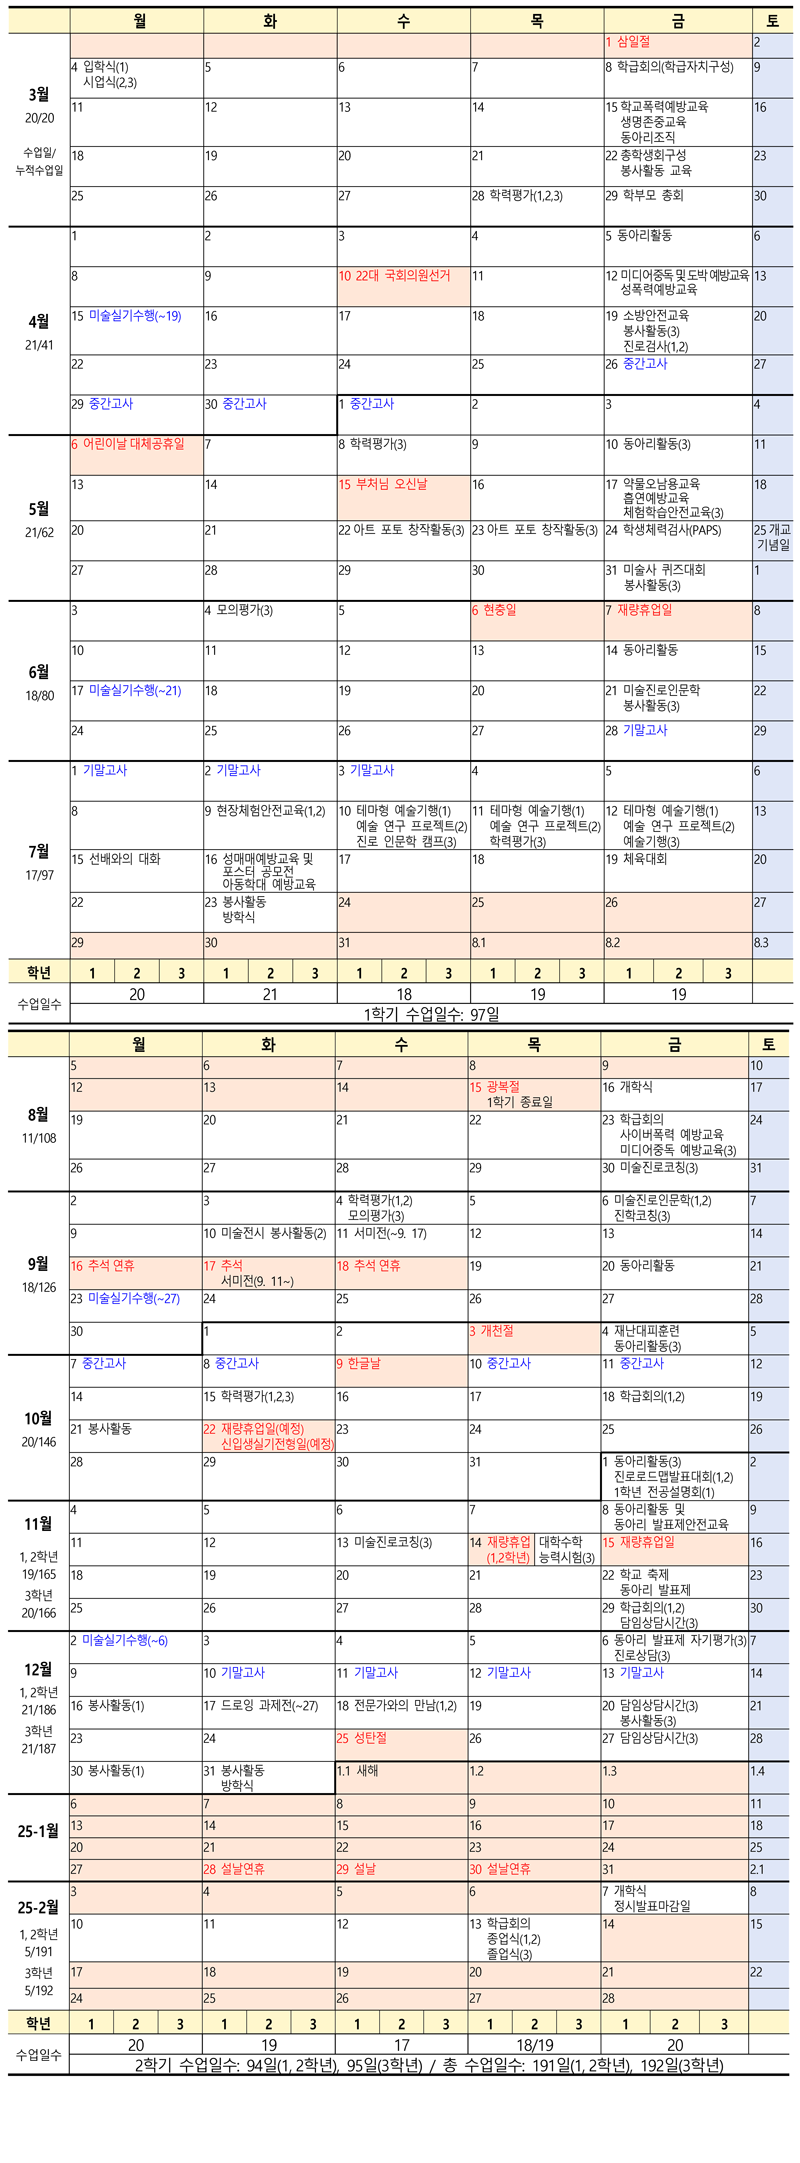 월 화 수 목 금 토
3월
20/20
수업일/
누적수업일
1 삼일절 2
4 입학식(1) 5 6 7 8 학급회의(학급자치구성) 9
시업식(2,3)
11 12 13 14 15 학교폭력예방교육 16
생명존중교육
동아리조직
18 19 20 21 22 총학생회구성 23
봉사활동 교육
25 26 27 28 학력평가(1,2,3) 29 학부모 총회 30
4월
21/41
1 2 3 4 5 동아리활동 6
8 9 10 22대 국회의원선거 11 12 미디어중독 및 도박 예방교육 13
성폭력예방교육
15 미술실기수행(~19) 16 17 18 19 소방안전교육 20
봉사활동(3)
진로검사(1,2)
22 23 24 25 26 중간고사 27
29 중간고사 30 중간고사 1 중간고사 2 3 4
5월
21/62
6 어린이날 대체공휴일 7 8 학력평가(3) 9 10 동아리활동(3) 11
13 14 15 부처님 오신날 16 17 약물오남용교육 18
흡연예방교육
체험학습안전교육(3)
20 21 22 아트 포토 창작활동(3) 23 아트 포토 창작활동(3) 24 학생체력검사(PAPS) 25 개교
기념일
27 28 29 30 31 미술사 퀴즈대회 1
봉사활동(3)
6월
18/80
3 4 모의평가(3) 5 6 현충일 7 재량휴업일 8
10 11 12 13 14 동아리활동 15
17 미술실기수행(~21) 18 19 20 21 미술진로인문학 22
봉사활동(3)
24 25 26 27 28 기말고사 29
7월
17/97
1 기말고사 2 기말고사 3 기말고사 4 5 6
8 9 현장체험안전교육(1,2) 10 테마형 예술기행(1) 11 테마형 예술기행(1) 12 테마형 예술기행(1) 13
예술 연구 프로젝트(2) 예술 연구 프로젝트(2) 예술 연구 프로젝트(2)
진로 인문학 캠프(3) 학력평가(3) 예술기행(3)
15 선배와의 대화 16 성매매예방교육 및 17 18 19 체육대회 20
포스터 공모전
아동학대 예방교육
22 23 봉사활동 24 25 26 27
방학식
29 30 31 8.1 8.2 8.3
학년 1 2 3 1 2 3 1 2 3 1 2 3 1 2 3
수업일수 20 21 18 19 19
1학기 수업일수: 97일
월 화 수 목 금 토
8월
11/108
5 6 7 8 9 10
12 13 14 15 광복절 16 개학식 17
1학기 종료일
19 20 21 22 23 학급회의 24
사이버폭력 예방교육
미디어중독 예방교육(3)
26 27 28 29 30 미술진로코칭(3) 31
9월
18/126
2 3 4 학력평가(1,2) 5 6 미술진로인문학(1,2) 7
모의평가(3) 진학코칭(3)
9 10 미술전시 봉사활동(2) 11 서미전(~9. 17) 12 13 14
16 추석 연휴 17 추석 18 추석 연휴 19 20 동아리활동 21
서미전(9. 11~)
23 미술실기수행(~27) 24 25 26 27 28
30 1 2 3 개천절 4 재난대피훈련 5
동아리활동(3)
10월
20/146
7 중간고사 8 중간고사 9 한글날 10 중간고사 11 중간고사 12
14 15 학력평가(1,2,3) 16 17 18 학급회의(1,2) 19
21 봉사활동 22 재량휴업일(예정) 23 24 25 26
신입생실기전형일(예정)
28 29 30 31 1 동아리활동(3) 2
진로로드맵발표대회(1,2)
1학년 전공설명회(1)
11월
1, 2학년
19/165
3학년
20/166
4 5 6 7 8 동아리활동 및 9
동아리 발표제안전교육
11 12 13 미술진로코칭(3) 14 재량휴업 대학수학 15 재량휴업일 16
(1,2학년) 능력시험(3)
18 19 20 21 22 학교 축제 23
동아리 발표제
25 26 27 28 29 학급회의(1,2) 30
담임상담시간(3)
12월
1, 2학년
21/186
3학년
21/187
2 미술실기수행(~6) 3 4 5 6 동아리 발표제 자기평가(3) 7
진로상담(3)
9 10 기말고사 11 기말고사 12 기말고사 13 기말고사 14
16 봉사활동(1) 17 드로잉 과제전(~27) 18 전문가와의 만남(1,2) 19 20 담임상담시간(3) 21
봉사활동(3)
23 24 25 성탄절 26 27 담임상담시간(3) 28
30 봉사활동(1) 31 봉사활동 1.1 새해 1.2 1.3 1.4
방학식
25-1월
6 7 8 9 10 11
13 14 15 16 17 18
20 21 22 23 24 25
27 28 설날연휴 29 설날 30 설날연휴 31 2.1
25-2월
1, 2학년
5/191
3학년
5/192
3 4 5 6 7 개학식 8
정시발표마감일
10 11 12 13 학급회의 14 15
종업식(1,2)
졸업식(3)
17 18 19 20 21 22
24 25 26 27 28
학년 1 2 3 1 2 3 1 2 3 1 2 3 1 2 3
수업일수 20 19 17 18/19 20
2학기 수업일수: 94일(1, 2학년), 95일(3학년) / 총 수업일수: 191일(1, 2학년), 192일(3학년)